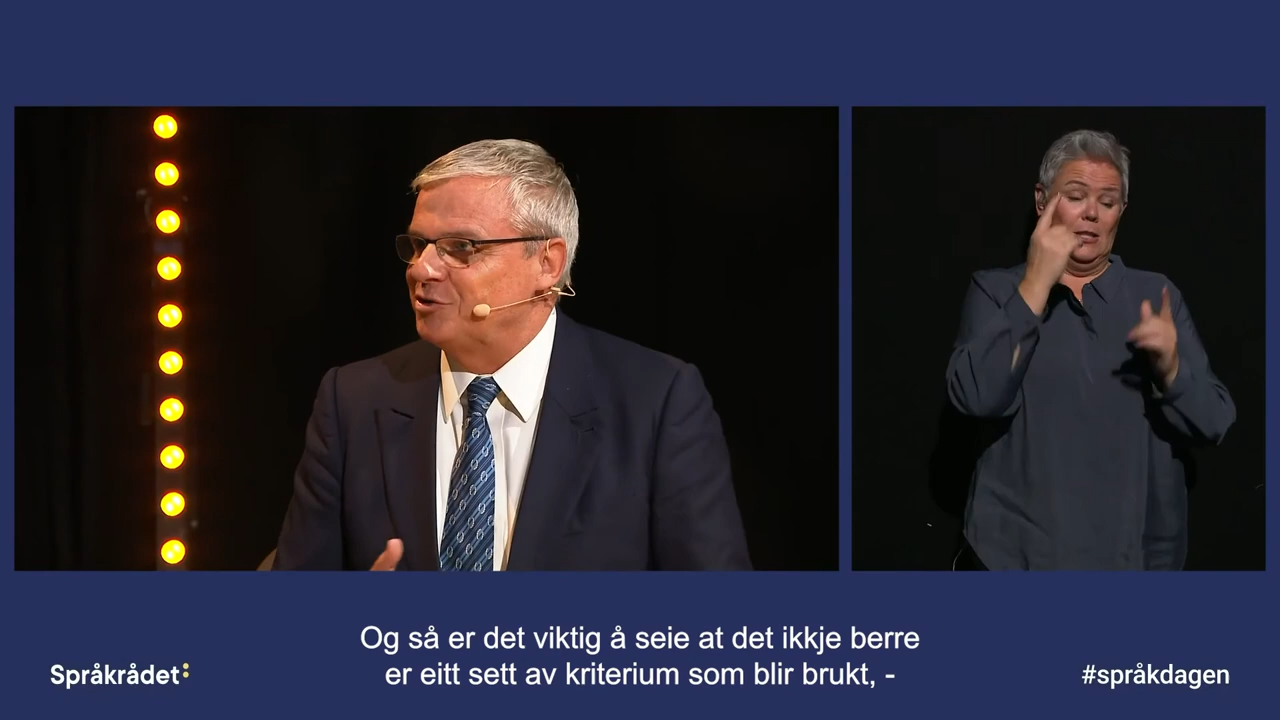 Og så er det viktig å seie at det ikkje berre
er eitt sett av kriterium som blir brukt, -
Språkrådet:
#språkdagen